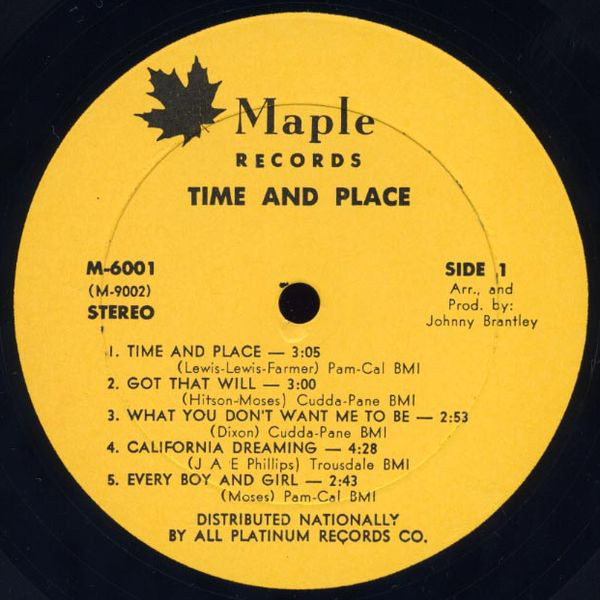 Maple
RECORDS
TIME AND PLACE
M-6001
(M-9002)
STEREO
SIDE 1
Arr., and
Prod. by:
Johnny Brantley
1. TIME AND PLACE — 3:05
(Lewis-Lewis-Farmer) Pam-Cal BMI
2. GOT THAT WILL — 3:00
(Hitson-Moses) Cudda-Pane BMI
3. WHAT YOU DON'T WANT ME TO BE — 2:53
(Dixon) Cudda-Pane BMI
4. CALIFORNIA DREAMING — 4:28
(J A E Phillips) Trousdale BMI
5. EVERY BOY AND GIRL — 2:43
(Moses) Pam-Cal BMI
DISTRIBUTED NATIONALLY
BY ALL PLATINUM RECORDS CO.